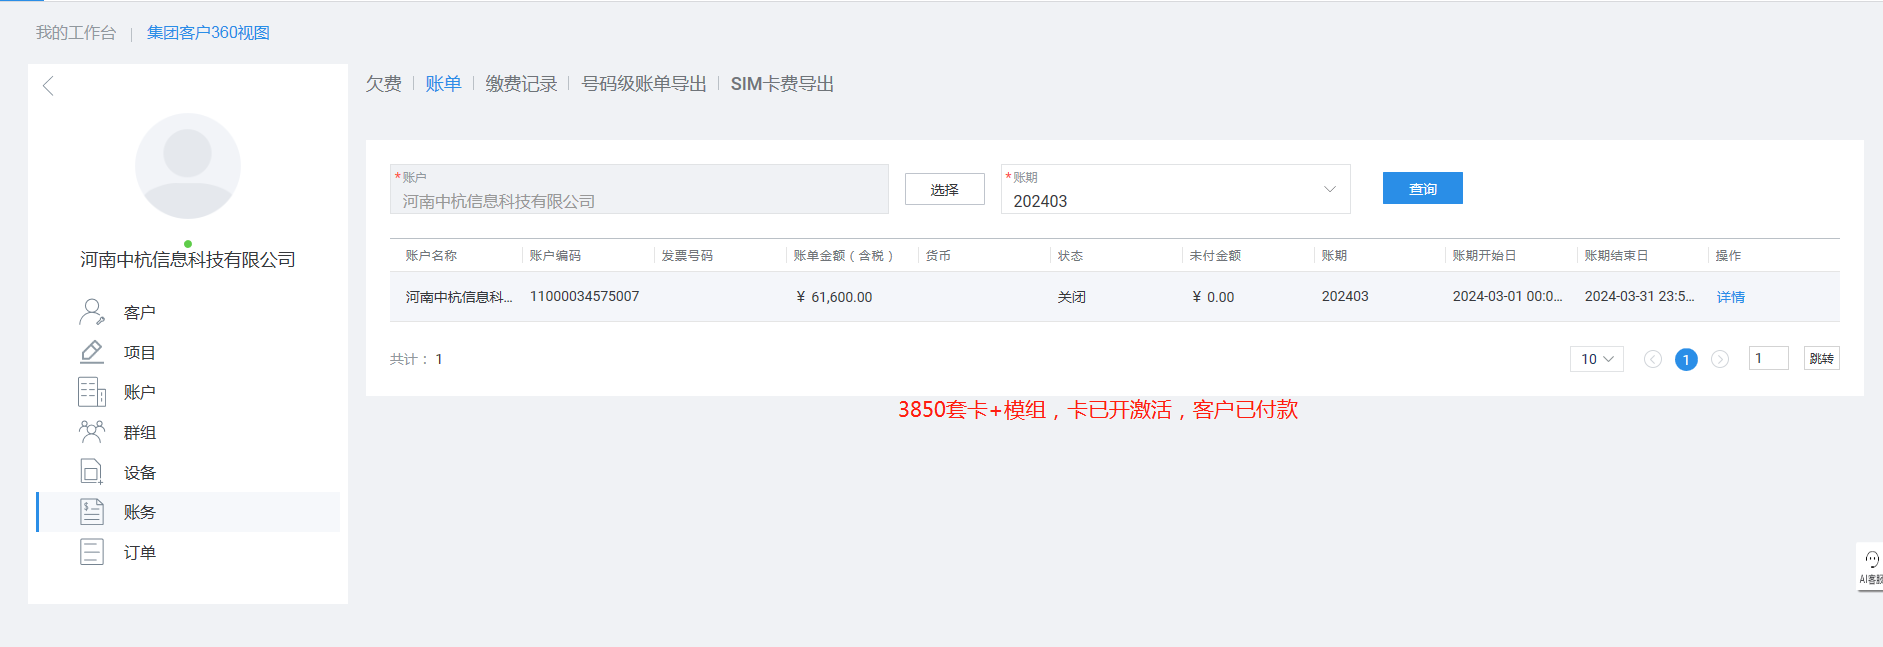 我的工作台 | 集团客户360视图
欠费 | 账单 | 缴费记录 | 号码级账单导出 | SIM卡费导出
河南中杭信息科技有限公司
客户
项目
账户
群组
设备
账务
订单
*账户
河南中杭信息科技有限公司
选择
*账期
202403
查询
账户名称 账户编码 发票号码 账单金额（含税） 货币 状态 未付金额 账期 账期开始日 账期结束日 操作
河南中杭信息科... 11000034575007 ¥ 61,600.00 关闭 ¥ 0.00 202403 2024-03-01 00:0... 2024-03-31 23:5... 详情
共计： 1
10 1 1 跳转
3850套卡+模组，卡已开激活，客户已付款
AI客服